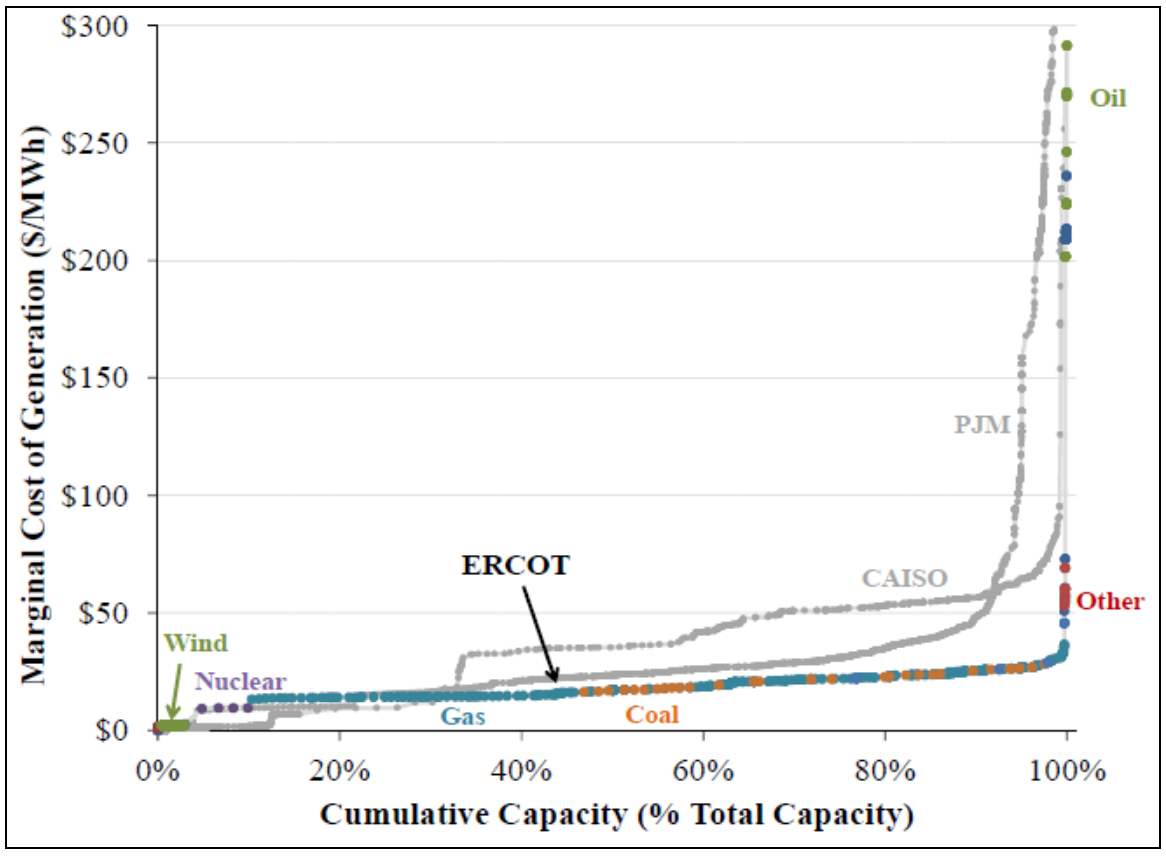 $300
$250
$200
$150
$100
$50
$0
Marginal Cost of Generation ($/MWh)
Oil
PJM
ERCOT
CAISO
Other
Wind
Nuclear
Gas
Coal
0% 20% 40% 60% 80% 100%
Cumulative Capacity (% Total Capacity)